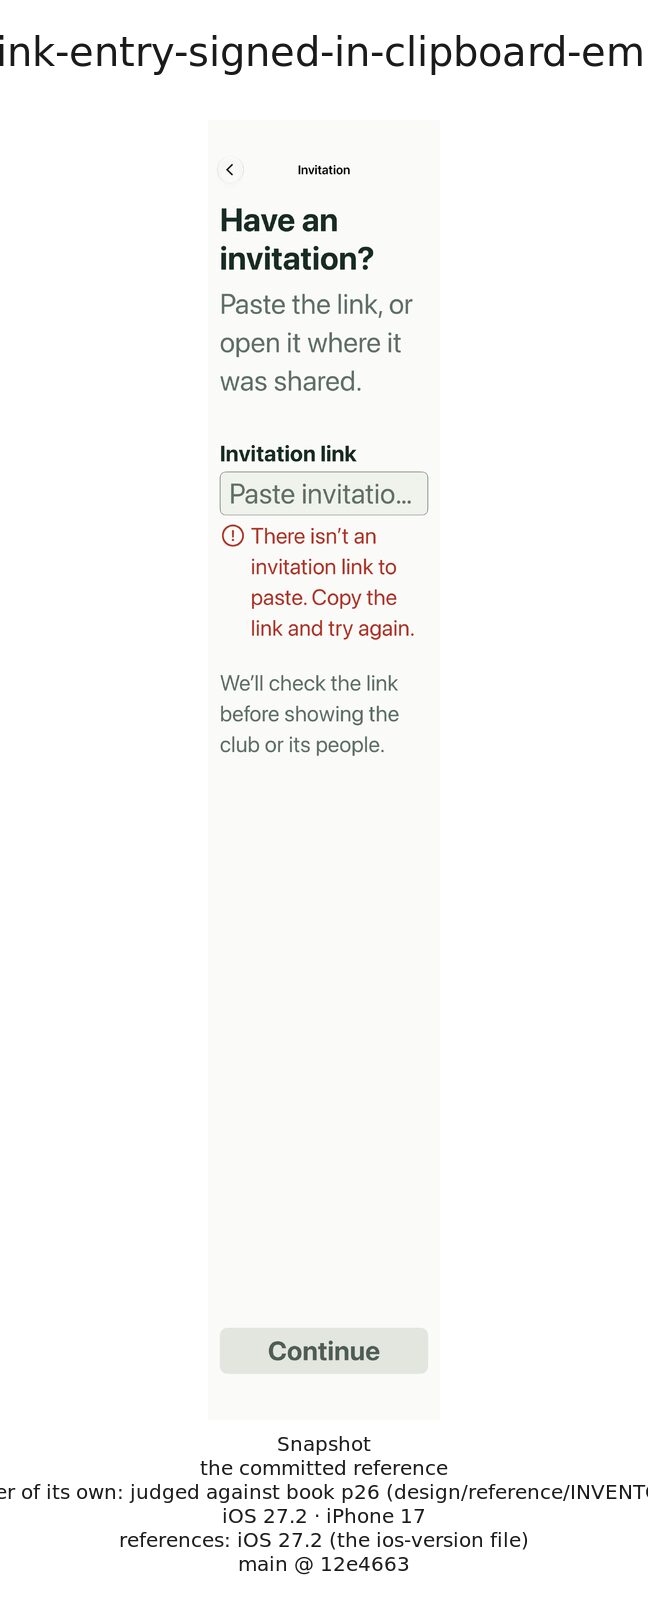 ink-entry-signed-in-clipboard-em
Invitation
Have an
invitation?
Paste the link, or
open it where it
was shared.
Invitation link
Paste invitatio...
There isn't an
invitation link to
paste. Copy the
link and try again.
We'll check the link
before showing the
club or its people.
Continue
Snapshot
the committed reference
er of its own: judged against book p26 (design/reference/INVENT
iOS 27.2 · iPhone 17
references: iOS 27.2 (the ios-version file)
main @ 12e4663